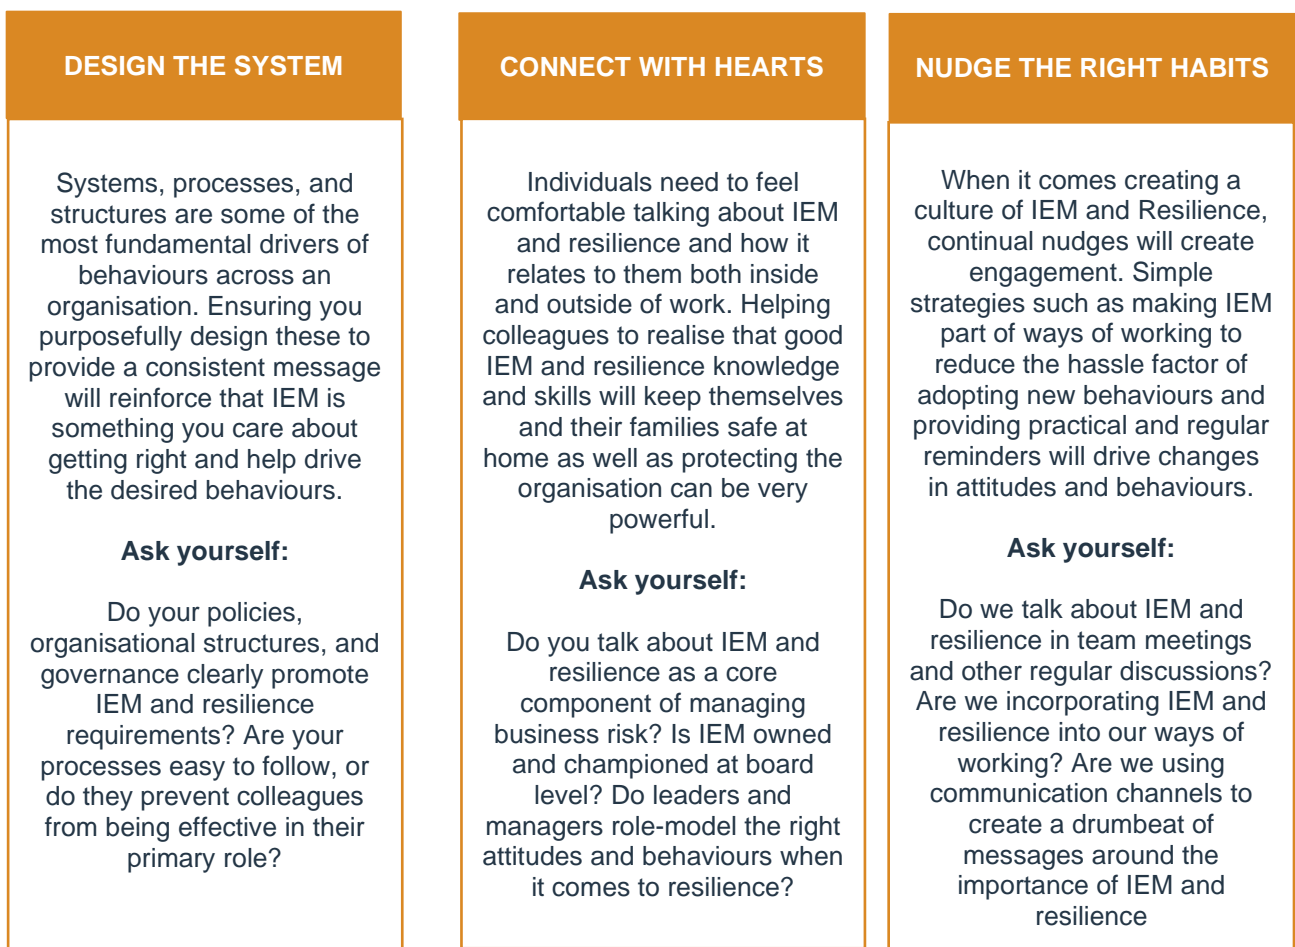 DESIGN THE SYSTEM
Systems, processes, and
structures are some of the
most fundamental drivers of
behaviours across an
organisation. Ensuring you
purposefully design these to
provide a consistent message
will reinforce that IEM is
something you care about
getting right and help drive
the desired behaviours.
Ask yourself:
Do your policies,
organisational structures, and
governance clearly promote
IEM and resilience
requirements? Are your
processes easy to follow, or
do they prevent colleagues
from being effective in their
primary role?
CONNECT WITH HEARTS
Individuals need to feel
comfortable talking about IEM
and resilience and how it
relates to them both inside
and outside of work. Helping
colleagues to realise that good
IEM and resilience knowledge
and skills will keep themselves
and their families safe at
home as well as protecting the
organisation can be very
powerful.
Ask yourself:
Do you talk about IEM and
resilience as a core
component of managing
business risk? Is IEM owned
and championed at board
level? Do leaders and
managers role-model the right
attitudes and behaviours when
it comes to resilience?
NUDGE THE RIGHT HABITS
When it comes creating a
culture of IEM and Resilience,
continual nudges will create
engagement. Simple
strategies such as making IEM
part of ways of working to
reduce the hassle factor of
adopting new behaviours and
providing practical and regular
reminders will drive changes
in attitudes and behaviours.
Ask yourself:
Do we talk about IEM and
resilience in team meetings
and other regular discussions?
Are we incorporating IEM and
resilience into our ways of
working? Are we using
communication channels to
create a drumbeat of
messages around the
importance of IEM and
resilience